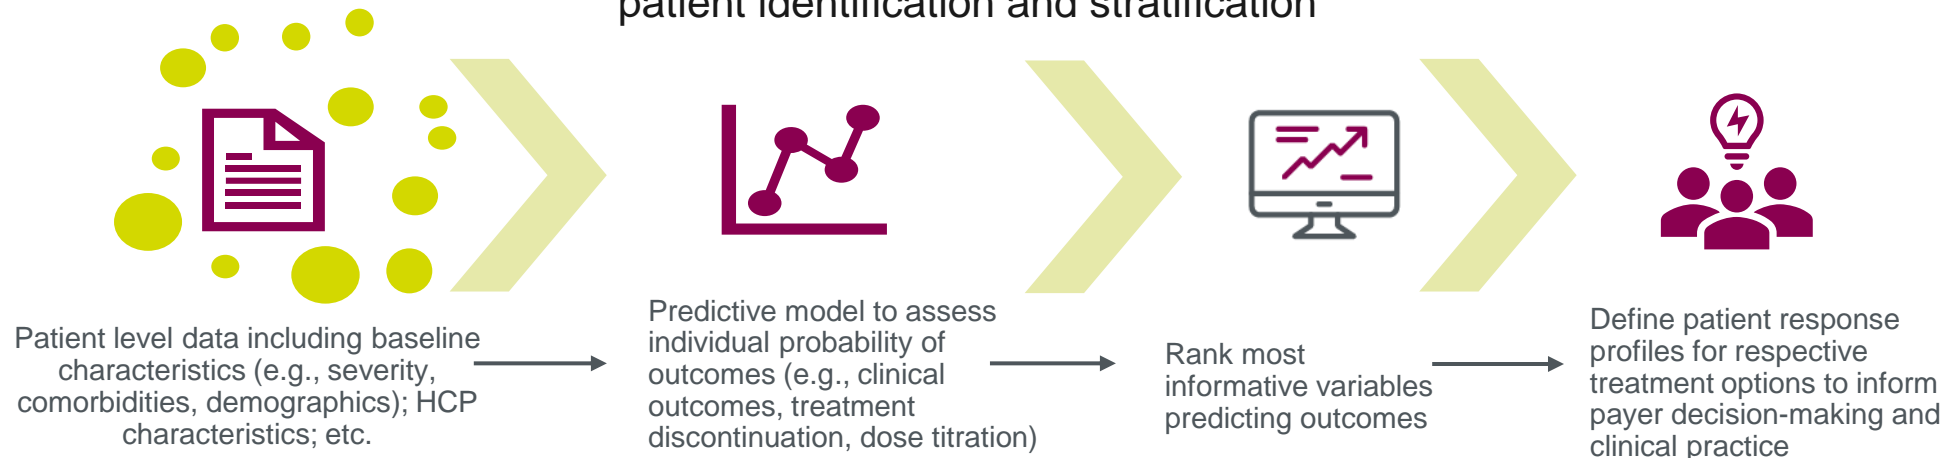 patient identification and stratification
Patient level data including baseline
characteristics (e.g., severity,
comorbidities, demographics); HCP
characteristics; etc.
Predictive model to assess
individual probability of
outcomes (e.g., clinical
outcomes, treatment
discontinuation, dose titration)
Rank most
informative variables
predicting outcomes
Define patient response
profiles for respective
treatment options to inform
payer decision-making and
clinical practice